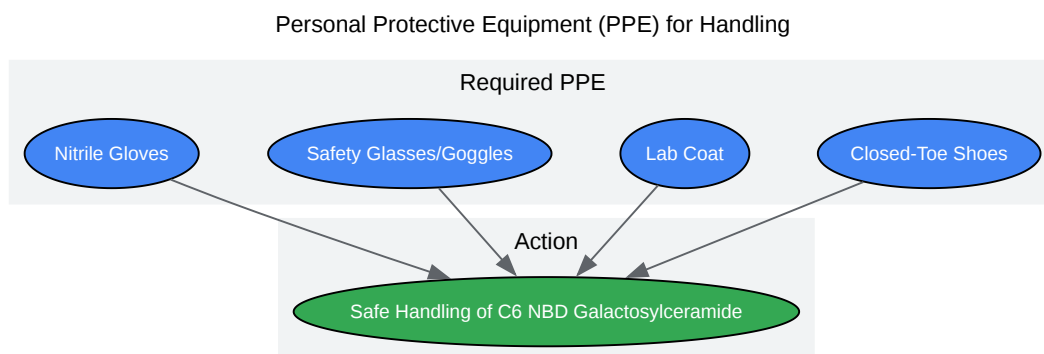 Personal Protective Equipment (PPE) for Handling
Required PPE
Nitrile Gloves
Safety Glasses/Goggles
Lab Coat
Closed-Toe Shoes
Action
Safe Handling of C6 NBD Galactosylceramide